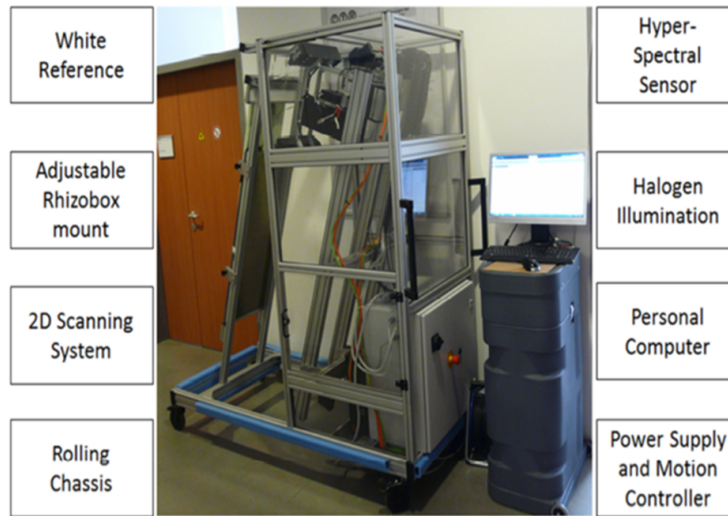 White
Reference
Adjustable
Rhizobox
mount
2D Scanning
System
Rolling
Chassis
Hyper-
Spectral
Sensor
Halogen
Illumination
Personal
Computer
Power Supply
and Motion
Controller